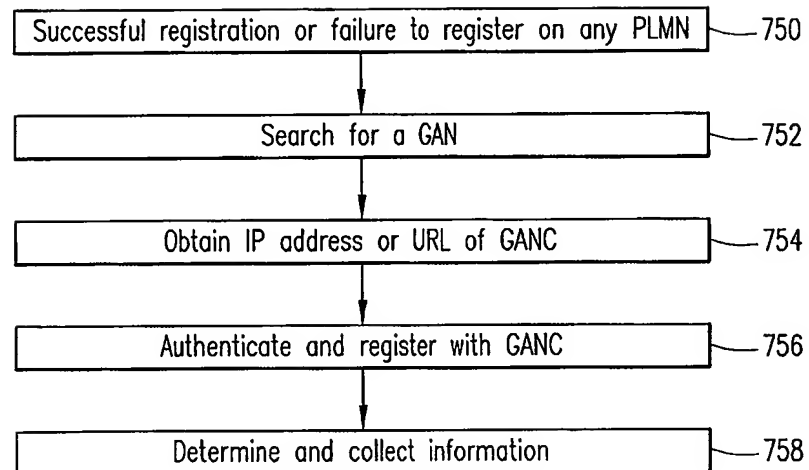 Successful registration or failure to register on any PLMN 750
Search for a GAN 752
Obtain IP address or URL of GANC 754
Authenticate and register with GANC 756
Determine and collect information 758